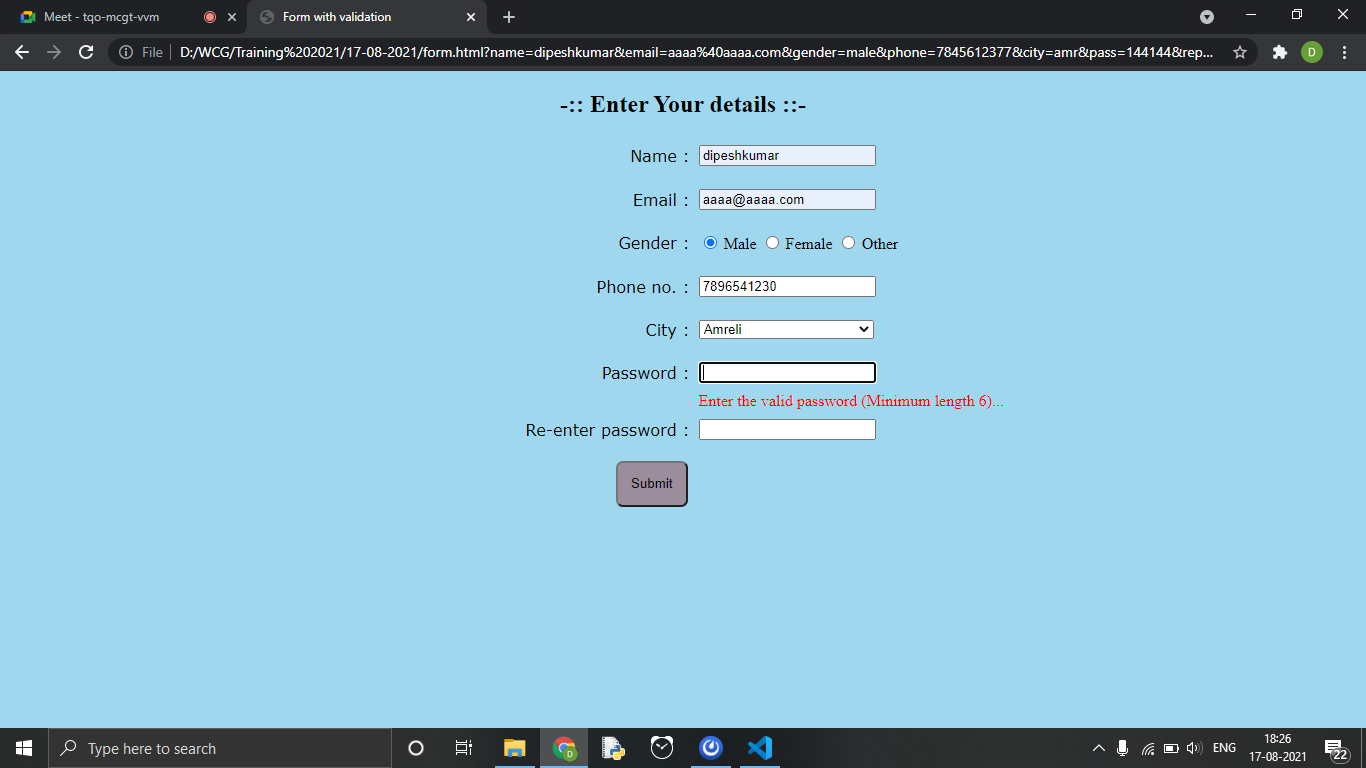 Meet - tqo-mcgt-vvm
Form with validation
File D:/WCG/Training%202021/17-08-2021/form.html?name=dipeshkumar&email=aaaa%40aaaa.com&gender=male&phone=7845612377&city=amr&pass=144144&rep...
D
-:: Enter Your details ::-
Name : dipeshkumar
Email : aaaa@aaaa.com
Gender : Male Female Other
Phone no. : 7896541230
City : Amreli
Password :
Enter the valid password (Minimum length 6)...
Re-enter password :
Submit
Type here to search
D
ENG
18:26
17-08-2021
22